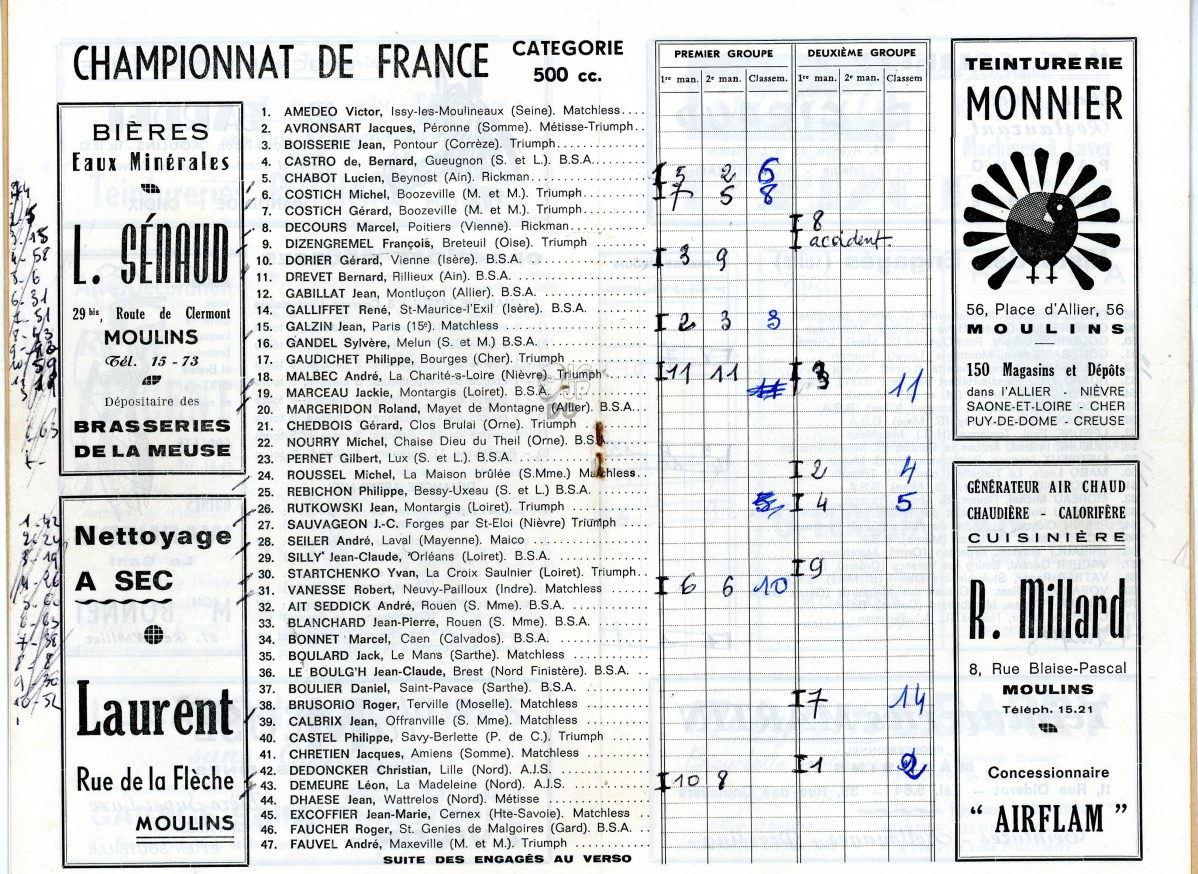 CHAMPIONNAT DE FRANCE CATEGORIE 500 cc.
BIÈRES
Eaux Minérales
L. SÉNAUD
29 bis, Route de Clermont
MOULINS
Tél. 15 - 73
Dépositaire des
BRASSERIES
DE LA MEUSE
Nettoyage
A SEC
Laurent
Rue de la Flèche
MOULINS
1. AMEDEO Victor, Issy-les-Moulineaux (Seine). Matchless....
2. AVRONSART Jacques, Péronne (Somme). Métisse-Triumph..
3. BOISSERIE Jean, Pontour (Corrèze). Triumph............
4. CASTRO de, Bernard, Gueugnon (S. et L.). B.S.A.........
5. CHABOT Lucien, Beynost (Ain). Rickman............
6. COSTICH Michel, Boozeville (M. et M.). Triumph........
7. COSTICH Gérard, Boozeville (M. et M.). Triumph........
8. DECOURS Marcel, Poitiers (Vienne). Rickman..........
9. DIZENGREMEL François, Breteuil (Oise). Triumph ......
10. DORIER Gérard, Vienne (Isère). B.S.A. ..............
11. DREVET Bernard, Rillieux (Ain). B.S.A. ..............
12. GABILLAT Jean, Montluçon (Allier). B.S.A. ............
14. GALLIFFET René, St-Maurice-l'Exil (Isère). B.S.A. ......
15. GALZIN Jean, Paris (15e). Matchless ................
16. GANDEL Sylvère, Melun (S. et M.) B.S.A. ............
17. GAUDICHET Philippe, Bourges (Cher). Triumph ........
18. MALBEC André, La Charité-s-Loire (Nièvre). Triumph
19. MARCEAU Jackie, Montargis (Loiret). B.S.A. ..........
20. MARGERIDON Roland, Mayet de Montagne (Allier). B.S.A...
21. CHEDBOIS Gérard, Clos Brulai (Orne). Triumph ........
22. NOURRY Michel, Chaise Dieu du Theil (Orne). B.S.A.
23. PERNET Gilbert, Lux (S. et L.). B.S.A. ..............
24. ROUSSEL Michel, La Maison brûlée (S.Mme.) Matchless.
25. REBICHON Philippe, Bessy-Uxeau (S. et L.) B.S.A. ......
26. RUTKOWSKI Jean, Montargis (Loiret). Triumph..........
27. SAUVAGEON J.-C. Forges par St-Eloi (Nièvre) Triumph
28. SEILER André, Laval (Mayenne). Maico ..............
29. SILLY Jean-Claude, Orléans (Loiret). B.S.A. ..........
30. STARTCHENKO Yvan, La Croix Saulnier (Loiret). Triumph..
31. VANESSE Robert, Neuvy-Pailloux (Indre). Matchless ....
32. AIT SEDDICK André, Rouen (S. Mme). B.S.A. ..........
33. BLANCHARD Jean-Pierre, Rouen (S. Mme). B.S.A. ......
34. BONNET Marcel, Caen (Calvados). B.S.A. ............
35. BOULARD Jack, Le Mans (Sarthe). Matchless ..........
36. LE BOULG'H Jean-Claude, Brest (Nord Finistère). B.S.A.
37. BOULIER Daniel, Saint-Pavace (Sarthe). B.S.A. ........
38. BRUSORIO Roger, Terville (Moselle). Matchless ........
39. CALBRIX Jean, Offranville (S. Mme). Matchless ........
40. CASTEL Philippe, Savy-Berlette (P. de C.). Triumph ....
41. CHRETIEN Jacques, Amiens (Somme). Matchless ......
42. DEDONCKER Christian, Lille (Nord). A.J.S. ..........
43. DEMEURE Léon, La Madeleine (Nord). A.J.S. ..........
44. DHAESE Jean, Wattrelos (Nord). Métisse ............
45. EXCOFFIER Jean-Marie, Cernex (Hte-Savoie). Matchless
46. FAUCHER Roger, St. Genies de Malgoires (Gard). B.S.A...
47. FAUVEL André, Maxeville (M. et M.). Triumph ........
SUITE DES ENGAGÉS AU VERSO
PREMIER GROUPE DEUXIÈME GROUPE
1re man. 2e man. Classem. 1re man. 2e man. Classem
I 5 2 6
I 7 5 8
I 8
I accident.
I 3 9
I 2 3 3
I 11 11 I 3 11
I 2 4
I 4 5
I 9
I 6 6 10
I 7 14
I 1 2
I 10 8
TEINTURERIE
MONNIER
56, Place d'Allier, 56
MOULINS
150 Magasins et Dépôts
dans l'ALLIER - NIÈVRE
SAONE-ET-LOIRE - CHER
PUY-DE-DOME - CREUSE
GÉNÉRATEUR AIR CHAUD
CHAUDIÈRE - CALORIFÈRE
CUISINIÈRE
R. Millard
8, Rue Blaise-Pascal
MOULINS
Téléph. 15.21
Concessionnaire
“ AIRFLAM ”